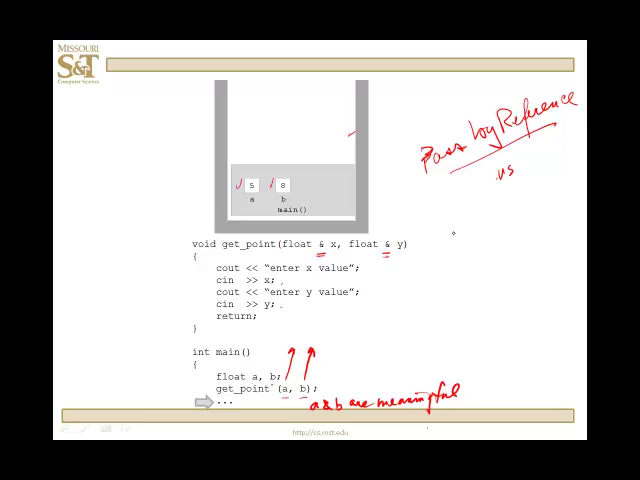 MISSOURI
S&T
Computer Science
Pass by Reference
us
5 8
a b
main()
void get_point(float & x, float & y)
{
cout << "enter x value";
cin >> x;
cout << "enter y value";
cin >> y;
return;
}
int main()
{
float a, b;
get_point (a, b);
...
a & b are meaningful
http://cs.mst.edu